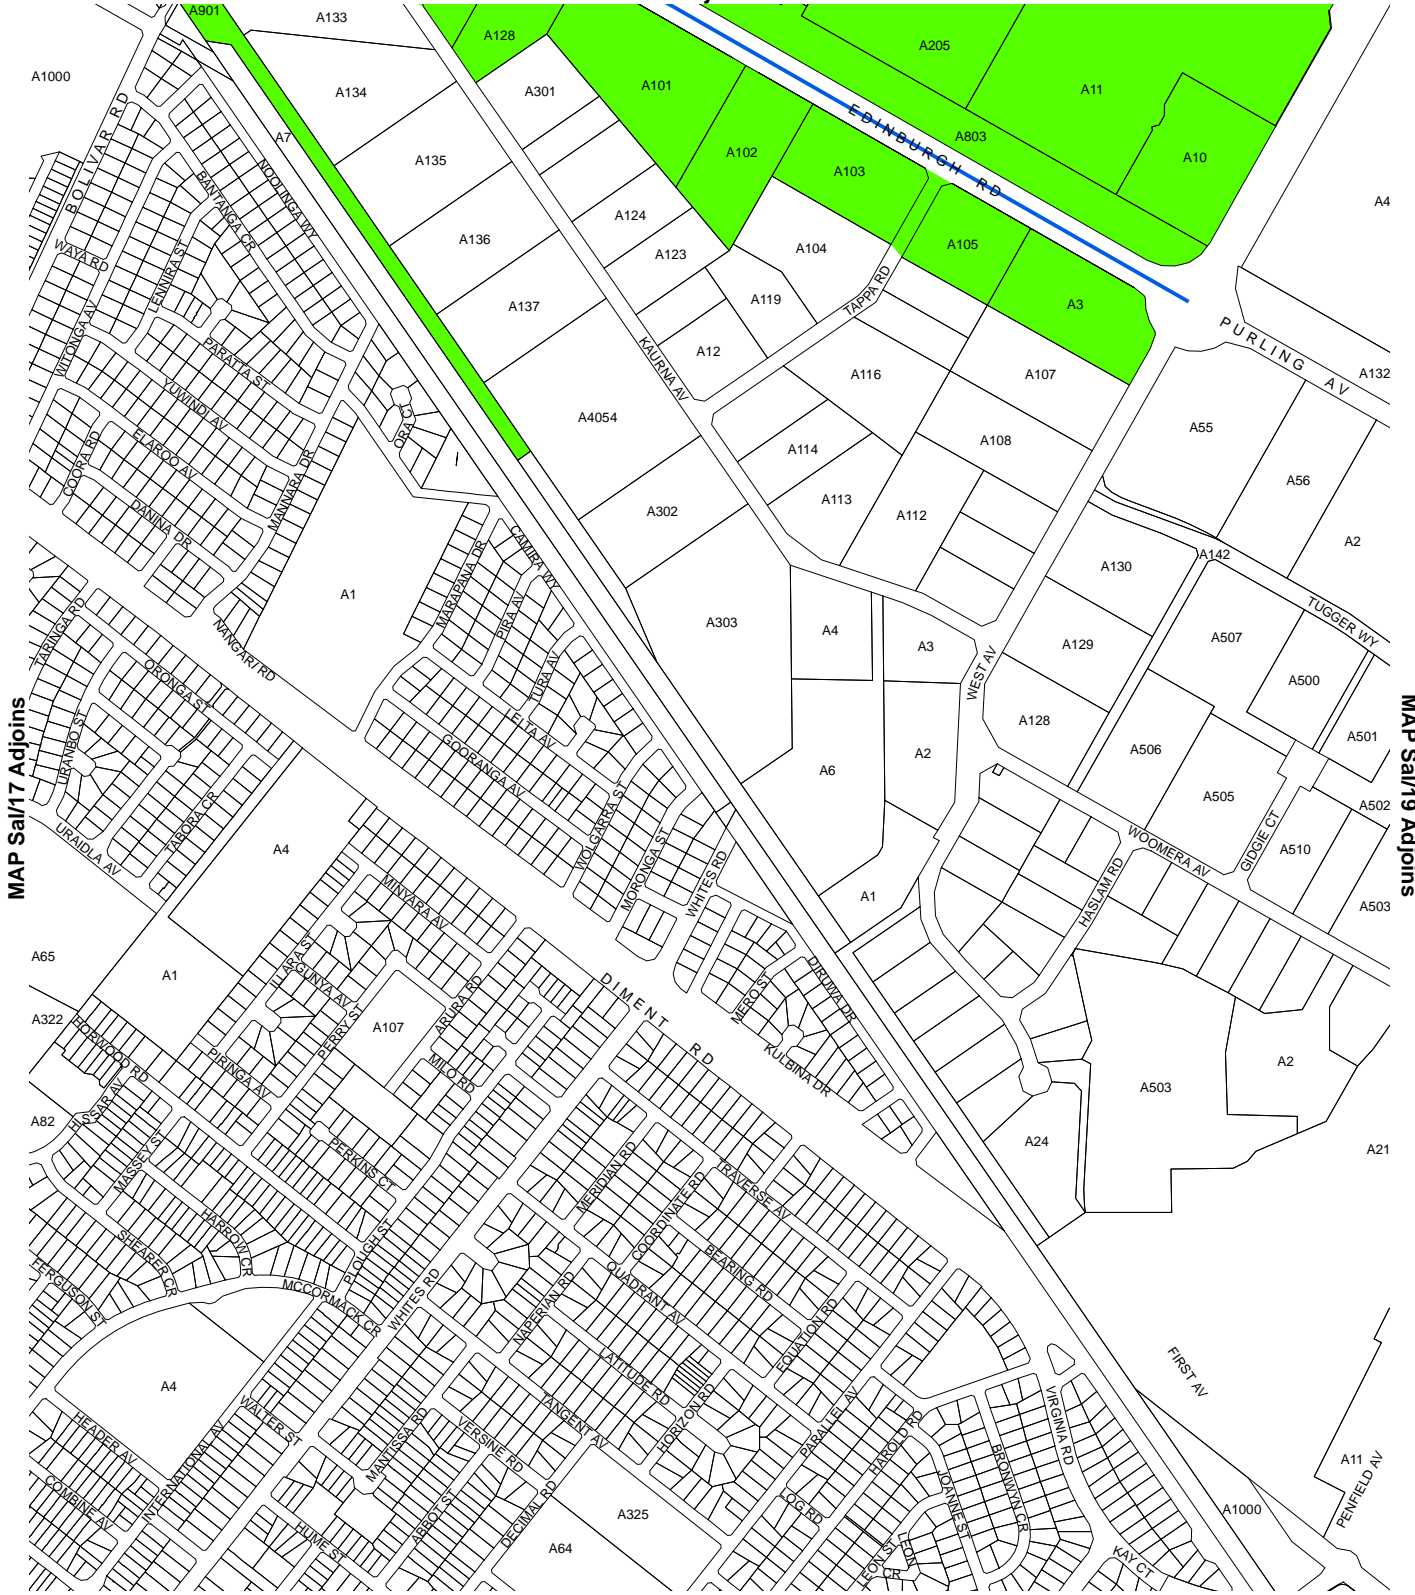 A901
A133
A128
A205
A1000
A134
A301
A101
A11
A7
A135
A102
A803
A10
EDINBURGH RD
A103
BOLIVAR RD
NOOLINGA WY
BANTANGA CR
A124
A4
A136
A123
A104
A105
WAYA RD
LENNIRA ST
A137
A119
TAPPA RD
A3
WITONGA AV
PARATTA ST
KAURNA AV
A12
PURLING AV
A132
YUWINDI AV
A116
A107
ORA CT
A4054
A55
ELAROO AV
COORA RD
A114
A108
A56
MANNARA DR
DANINA DR
A302
A113
A112
A2
CAMIRA WY
A142
A130
MARAPANA DR
A1
PIRA AV
TUGGER WY
TARINGA RD
NANGARI RD
A303
A4
A3
A129
A507
WEST AV
ORONGA ST
TURA AV
A500
MAP Sal/17 Adjoins
MAP Sal/19 Adjoins
URANBO ST
ELTA AV
A128
A501
GOORANGA AV
A2
A506
A6
A505
A502
TABORA CR
WOLGARRA ST
URAIDLA AV
GIDGIE CT
A4
MORONGA ST
WOOMERA AV
A510
WHITES RD
MINYARA AV
A1
HASLAM RD
A503
A65
A1
ILARA ST
GUNYA AV
DIRUWA DR
MERO ST
DIMENT RD
ARURA RD
A322
A107
PERRY ST
HORWOOD RD
PIRINGA AV
MILO RD
KULBINA DR
A2
A503
HISSAR AV
A82
MASSEY ST
PERKINS CT
A24
A21
MERIDIAN RD
TRAVERSE AV
COORDINATE RD
HARROW CR
SHEARER CR
PLOUGH ST
BEARING RD
FERGUSON ST
QUADRANT AV
MCCORMACK CR
WHITES RD
NAPERIAN RD
EQUATION RD
LATITUDE RD
FIRST AV
A4
TANGENT AV
HORIZON RD
PARALLEL AV
VIRGINIA RD
HEADER AV
WALTER ST
MANTISSA RD
VERSINE RD
HAROLD RD
BRONWYN CR
A11
PENFIELD AV
COMBINE AV
INTERNATIONAL AV
ABBOT ST
DECIMAL RD
LOG RD
JOANNE ST
A1000
A325
HUME ST
A64
LEON CR
KAY CT